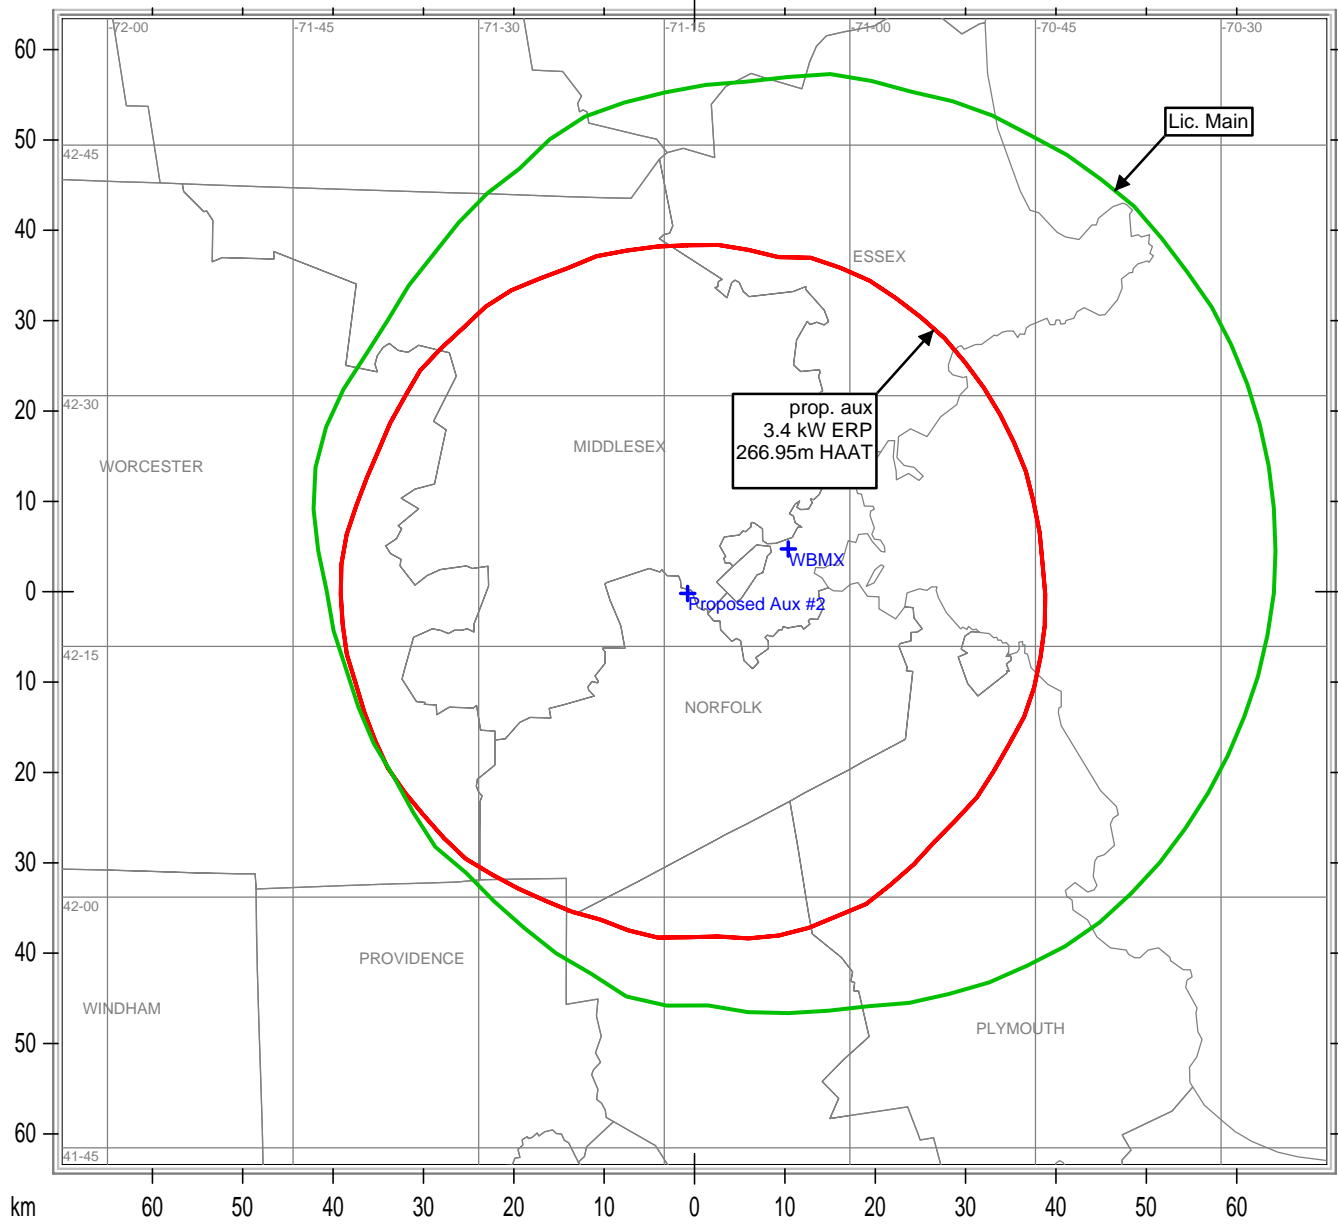 -72-00
-71-45
-71-30
-71-15
-71-00
-70-45
-70-30
60
50
40
30
20
10
0
10
20
30
40
50
60
42-45
42-30
42-15
42-00
41-45
Lic. Main
ESSEX
prop. aux
3.4 kW ERP
266.95m HAAT
MIDDLESEX
WORCESTER
WBMX
Proposed Aux #2
NORFOLK
PROVIDENCE
WINDHAM
PLYMOUTH
km
60 50 40 30 20 10 0 10 20 30 40 50 60